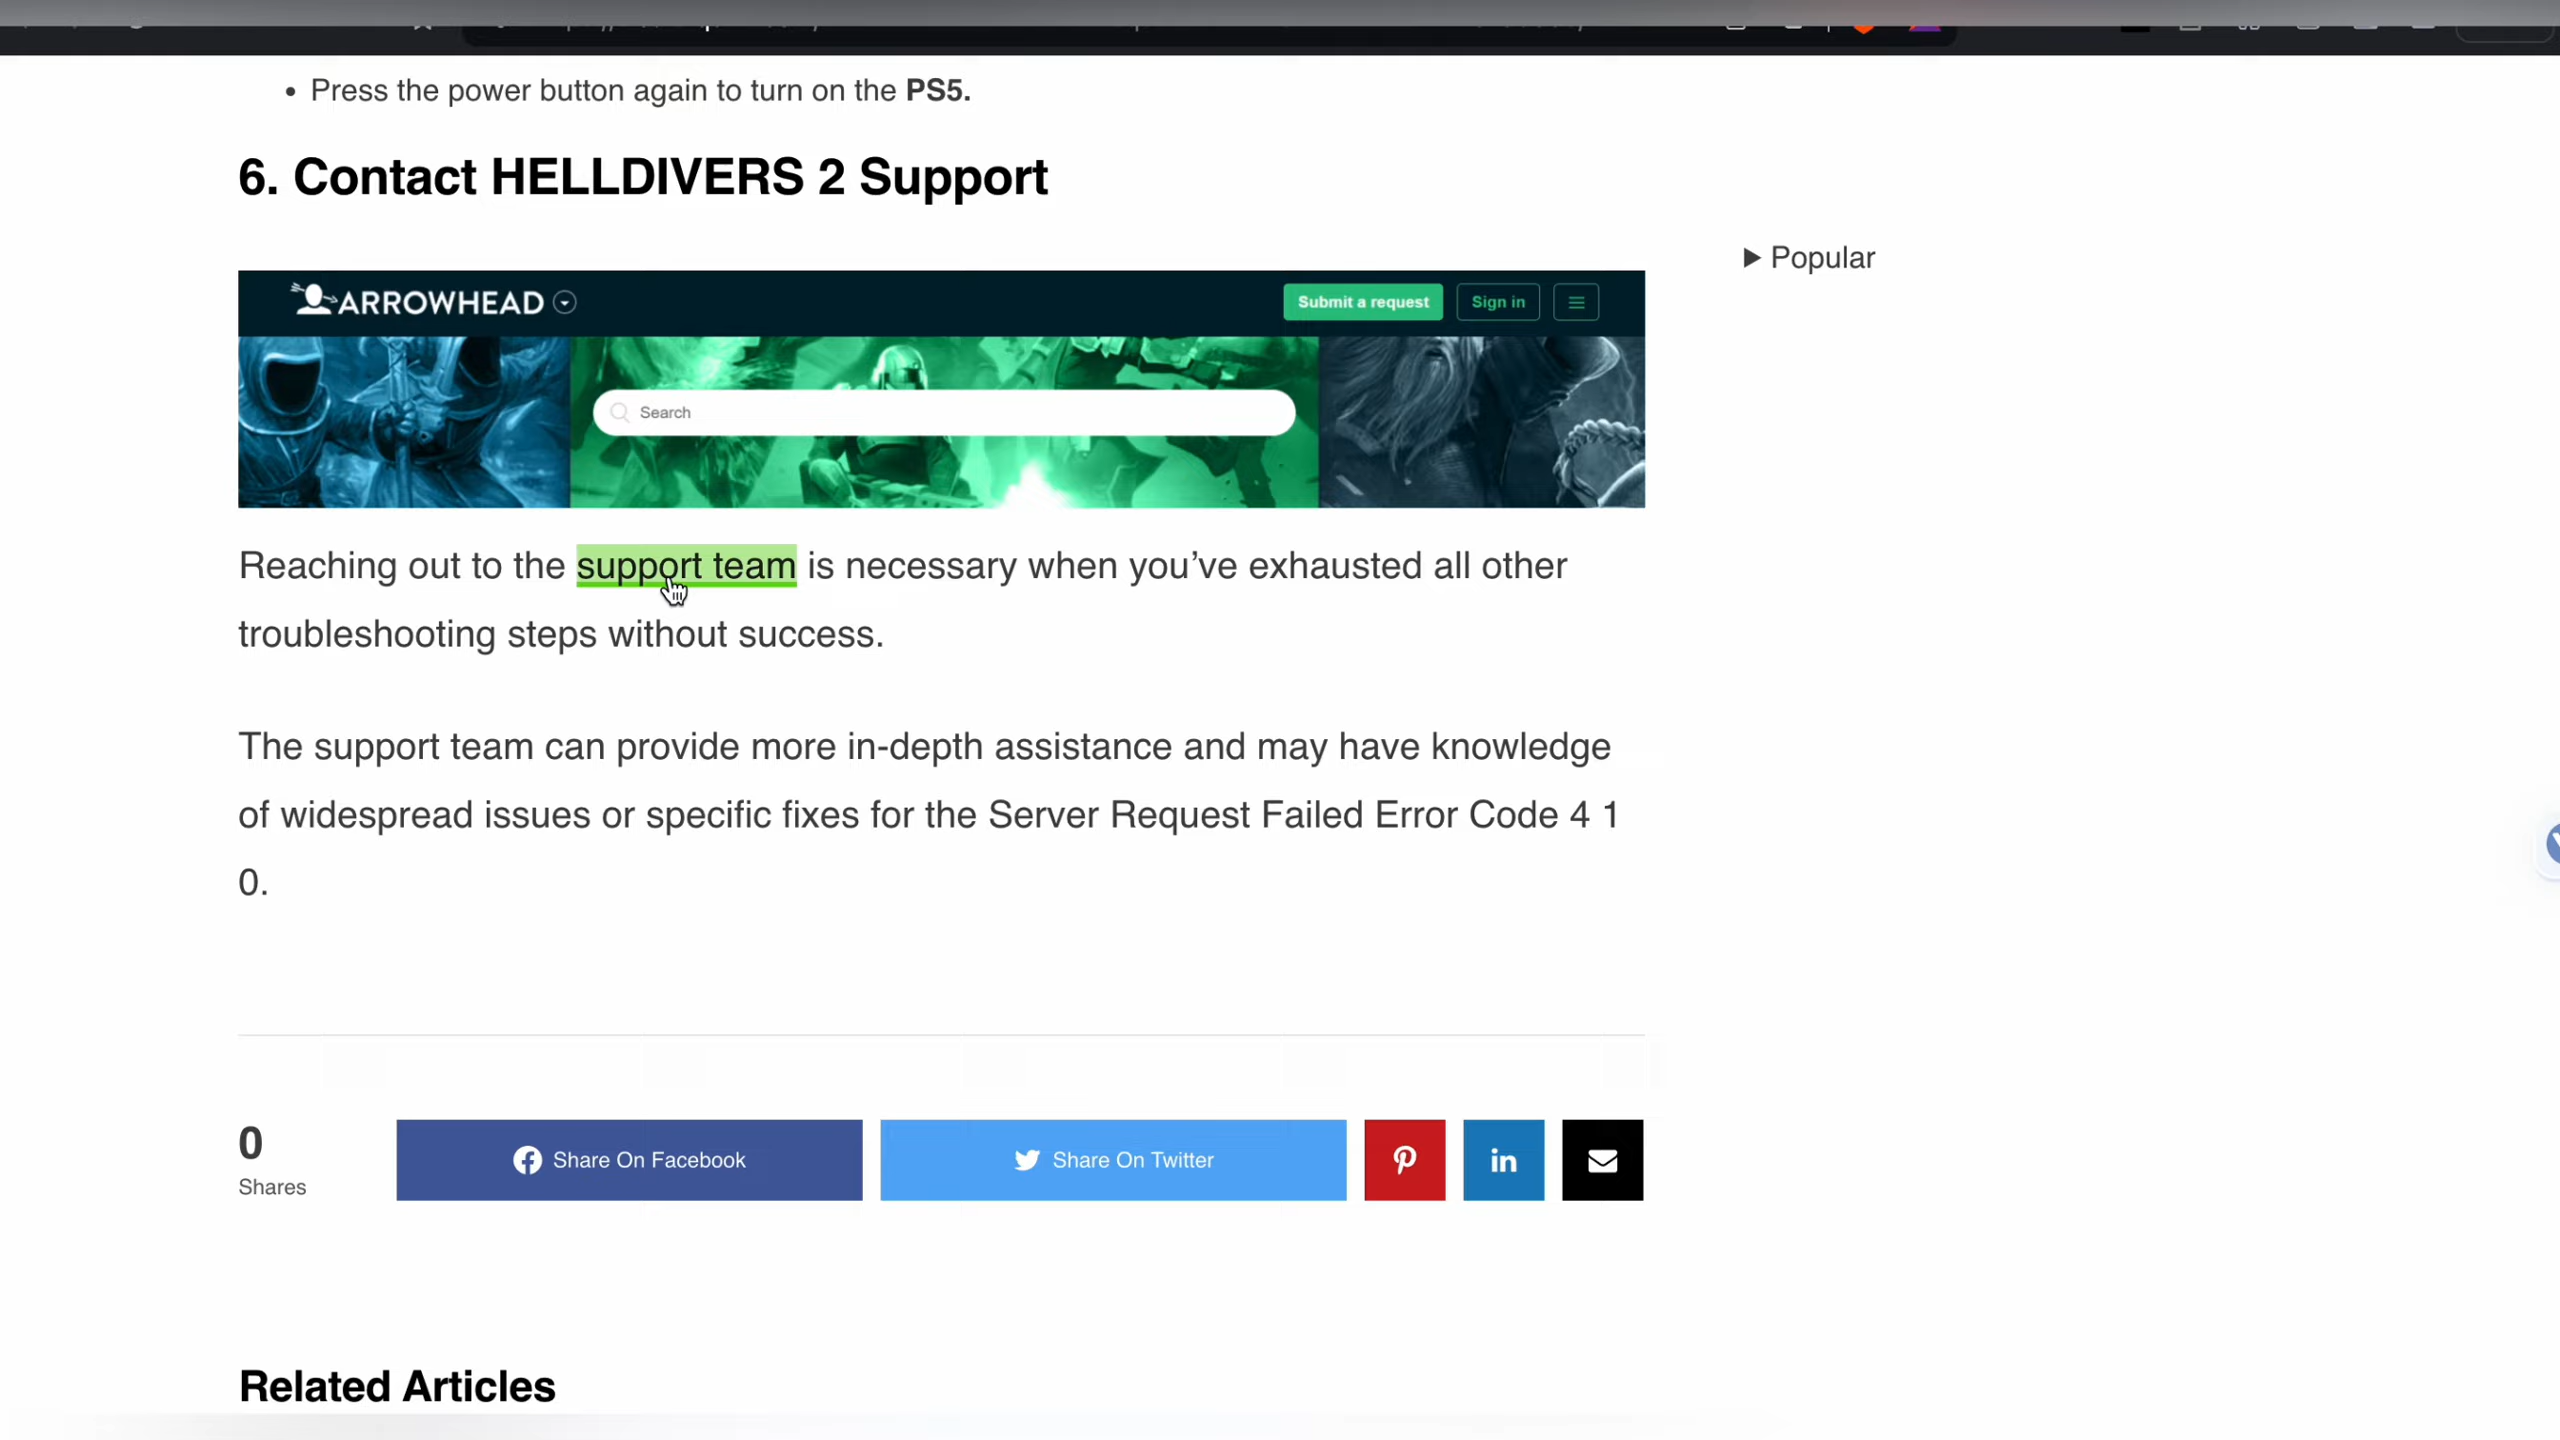 • Press the power button again to turn on the PS5.
6. Contact HELLDIVERS 2 Support
Popular
ARROWHEAD
Submit a request
Sign in
Search
Reaching out to the support team is necessary when you’ve exhausted all other
troubleshooting steps without success.
The support team can provide more in-depth assistance and may have knowledge
of widespread issues or specific fixes for the Server Request Failed Error Code 4 1
0.
0
Shares
Share On Facebook
Share On Twitter
Related Articles